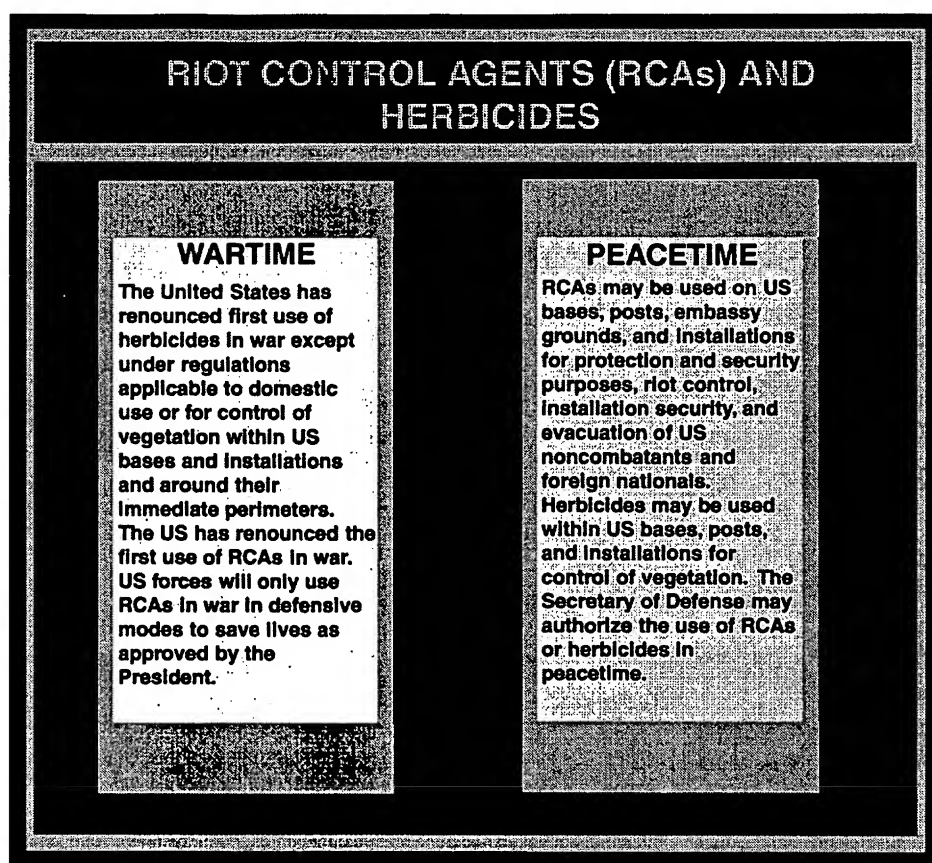 RIOT CONTROL AGENTS (RCAs) AND
HERBICIDES
WARTIME
The United States has
renounced first use of
herbicides in war except
under regulations
applicable to domestic
use or for control of
vegetation within US
bases and installations
and around their
immediate perimeters.
The US has renounced the
first use of RCAs in war.
US forces will only use
RCAs in war in defensive
modes to save lives as
approved by the
President.
PEACETIME
RCAs may be used on US
bases, posts, embassy
grounds, and installations
for protection and security
purposes, riot control,
installation security, and
evacuation of US
noncombatants and
foreign nationals.
Herbicides may be used
within US bases, posts,
and installations for
control of vegetation. The
Secretary of Defense may
authorize the use of RCAs
or herbicides in
peacetime.